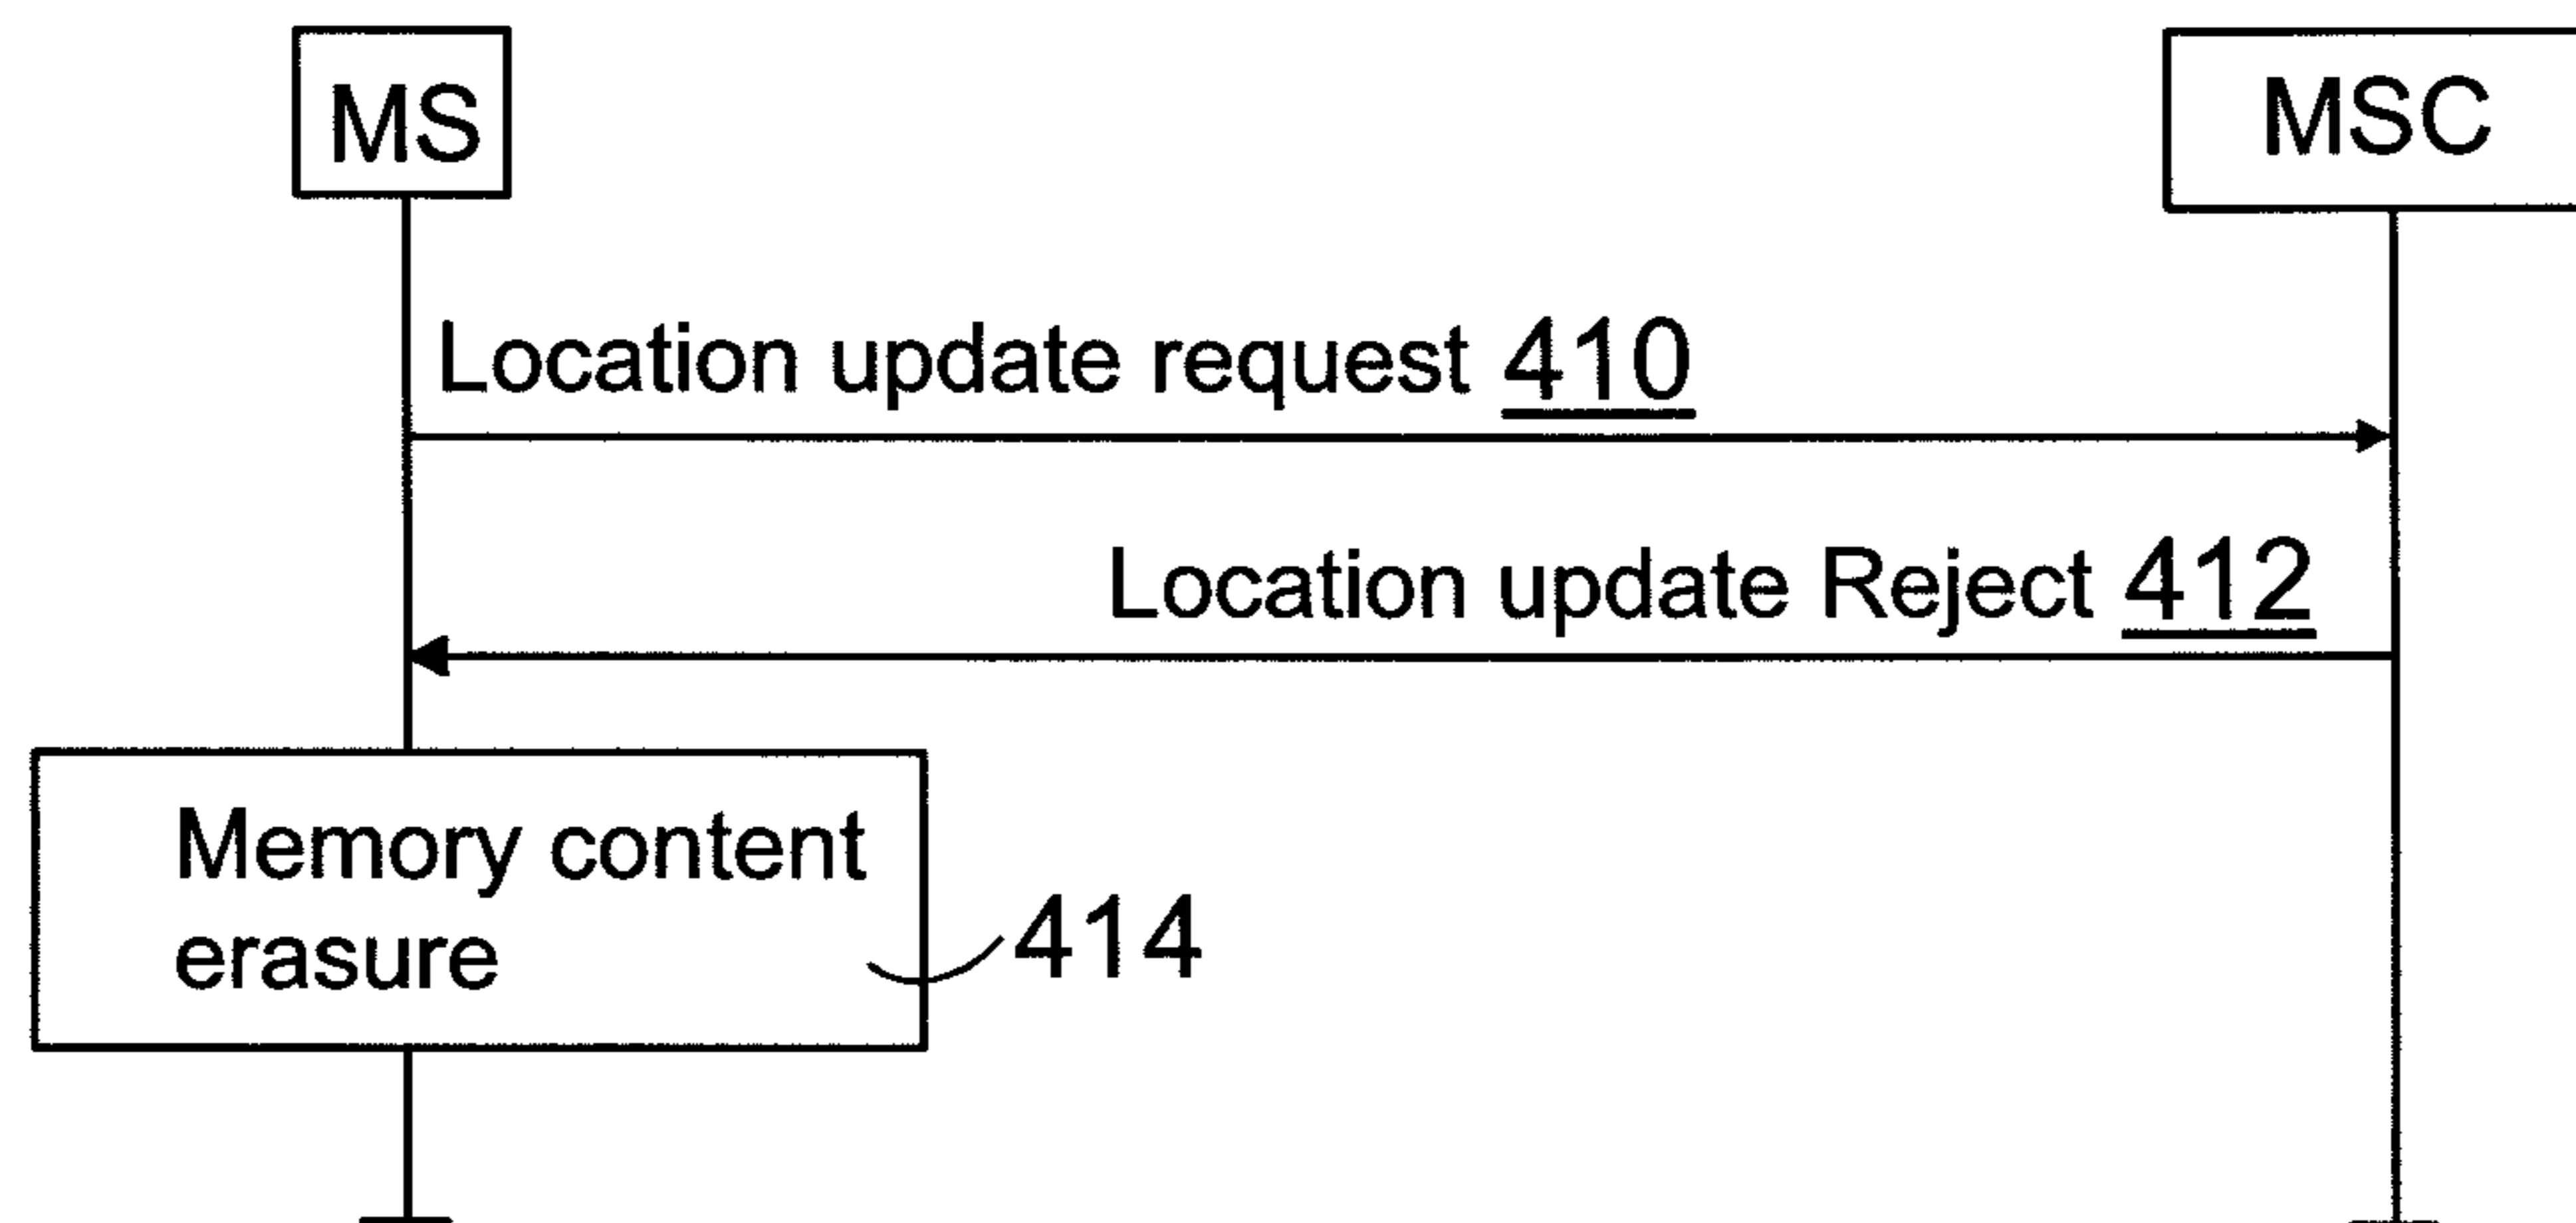 MS
MSC
Location update request 410
Location update Reject 412
Memory content
erasure
414